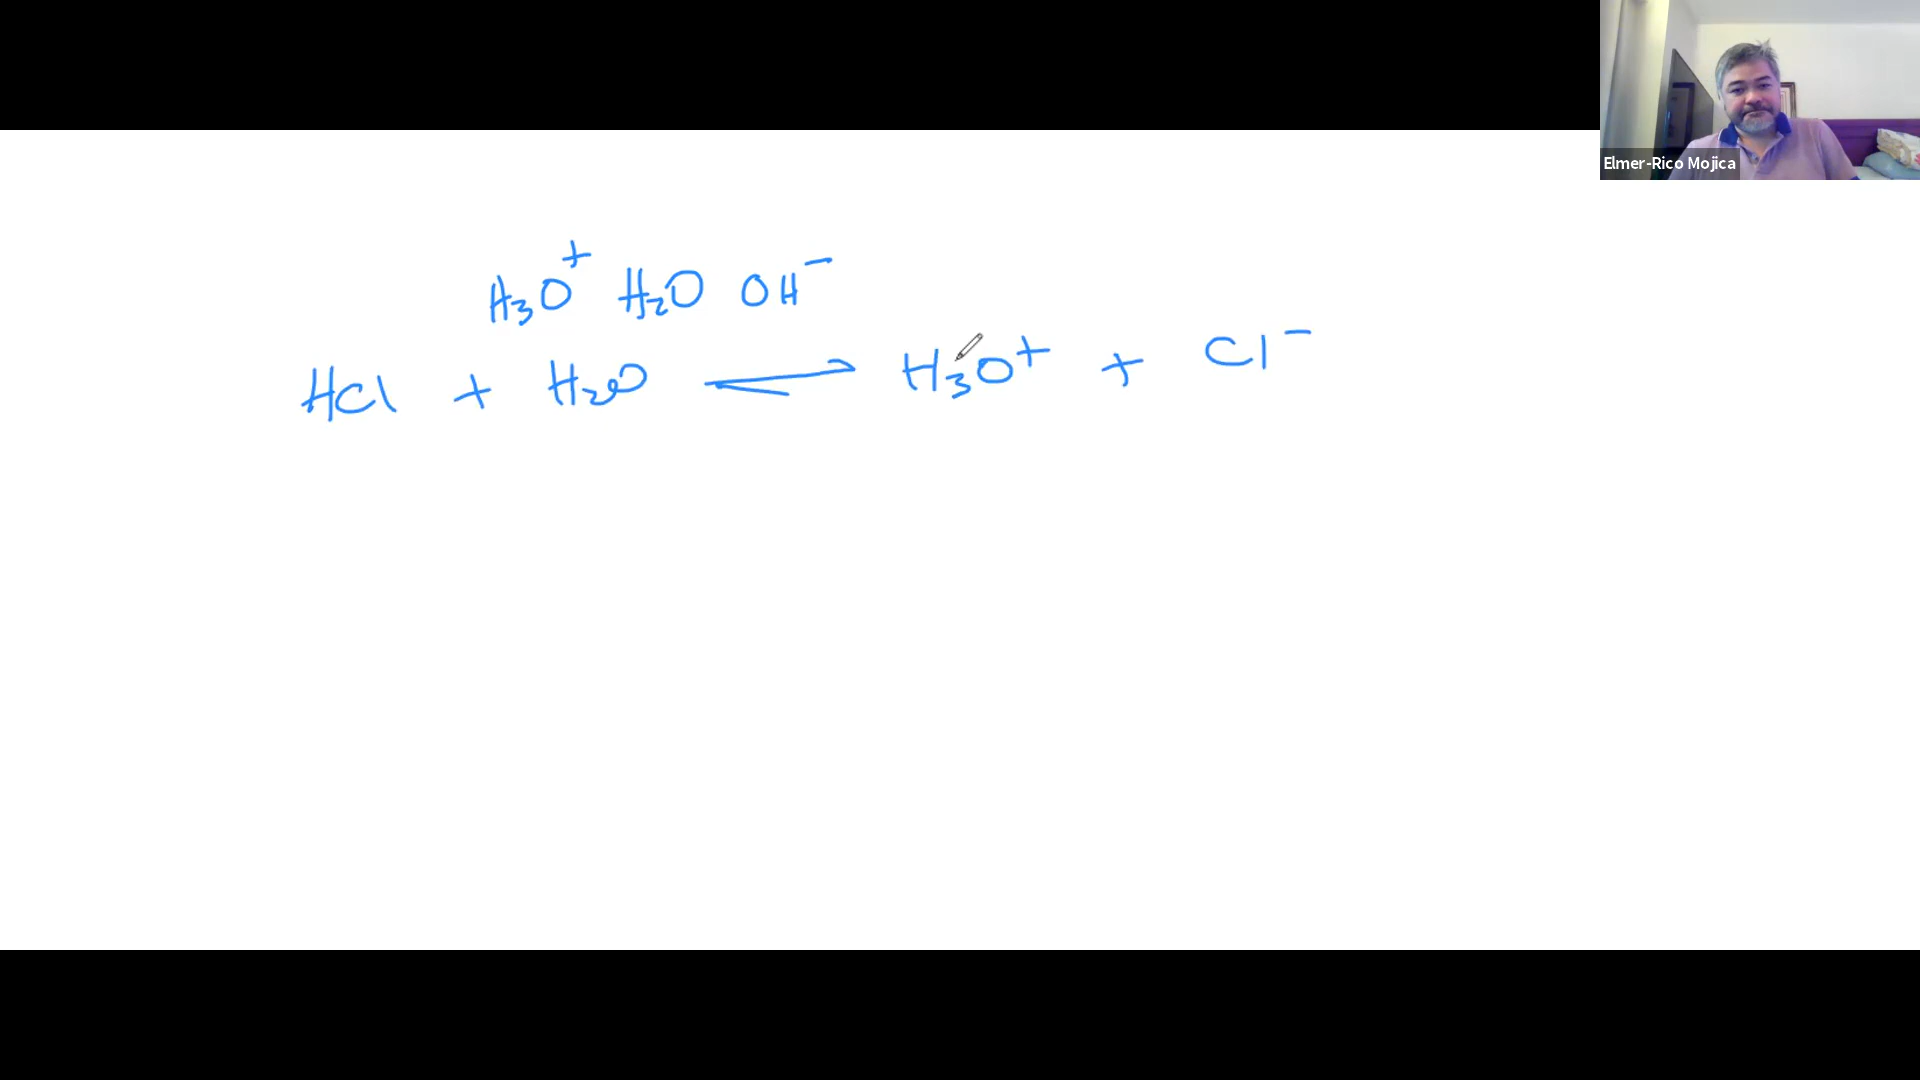 Elmer-Rico Mojica
H₃O⁺ H₂O OH⁻
HCl + H₂O ⇌ H₃O⁺ + Cl⁻